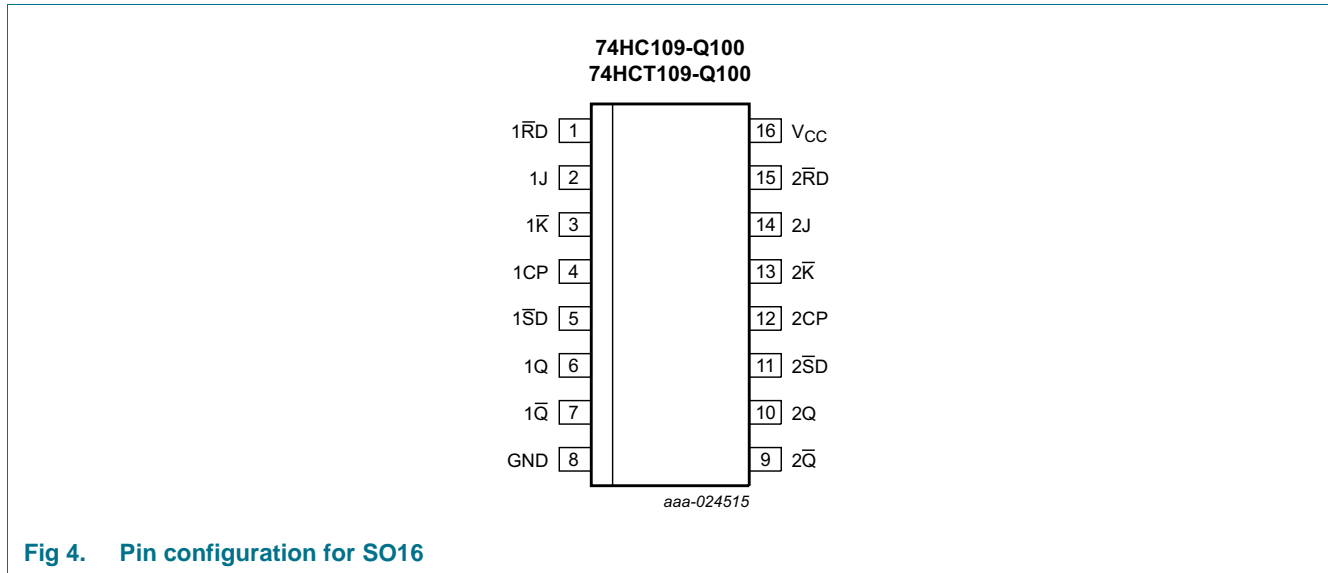 74HC109-Q100
74HCT109-Q100
1R̅D 1
16 VCC
1J 2
15 2R̅D
1K̅ 3
14 2J
1CP 4
13 2K̅
1S̅D 5
12 2CP
1Q 6
11 2S̅D
1Q̅ 7
10 2Q
GND 8
9 2Q̅
aaa-024515
Fig 4. Pin configuration for SO16